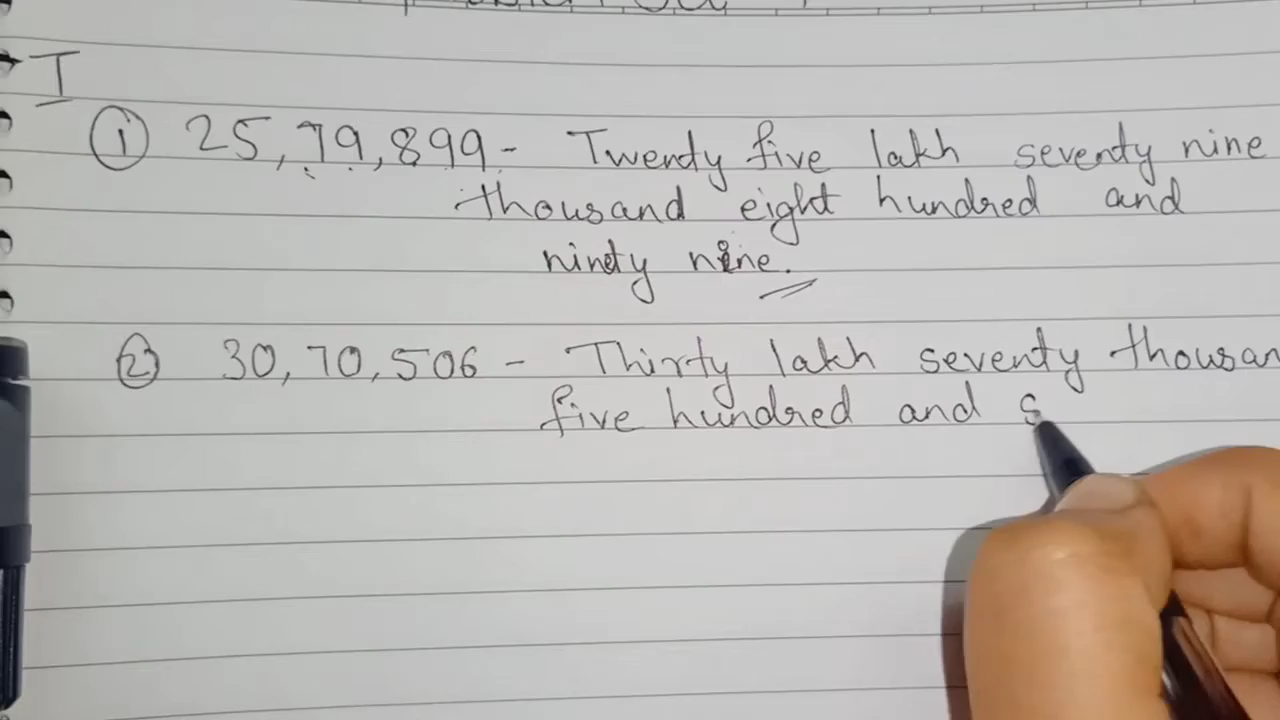 I
① 25,79,899 - Twenty five lakh seventy nine
thousand eight hundred and
ninety nine.
② 30,70,506 - Thirty lakh seventy thousan
five hundred and s